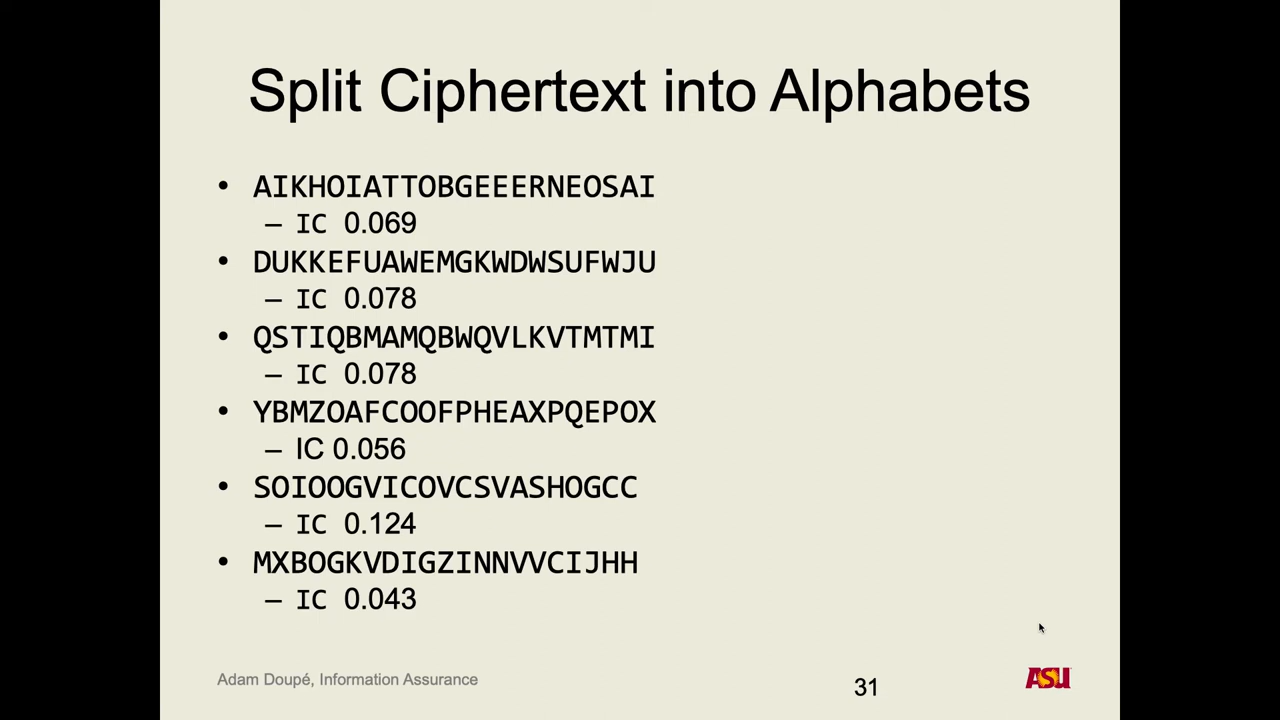 Split Ciphertext into Alphabets
• AIKHOIATTOBGEEERNEOSAI
– IC 0.069
• DUKKEFUAWEMGKWDWSUFWJU
– IC 0.078
• QSTIQBMAMQBWQVLKVTMTMI
– IC 0.078
• YBMZOAFCOOFPHEAXPQEPOX
– IC 0.056
• SOIOOGVICOVCSVASHOGCC
– IC 0.124
• MXBOGKVDIGZINNVVCIJHH
– IC 0.043
Adam Doupé, Information Assurance
31
ASU